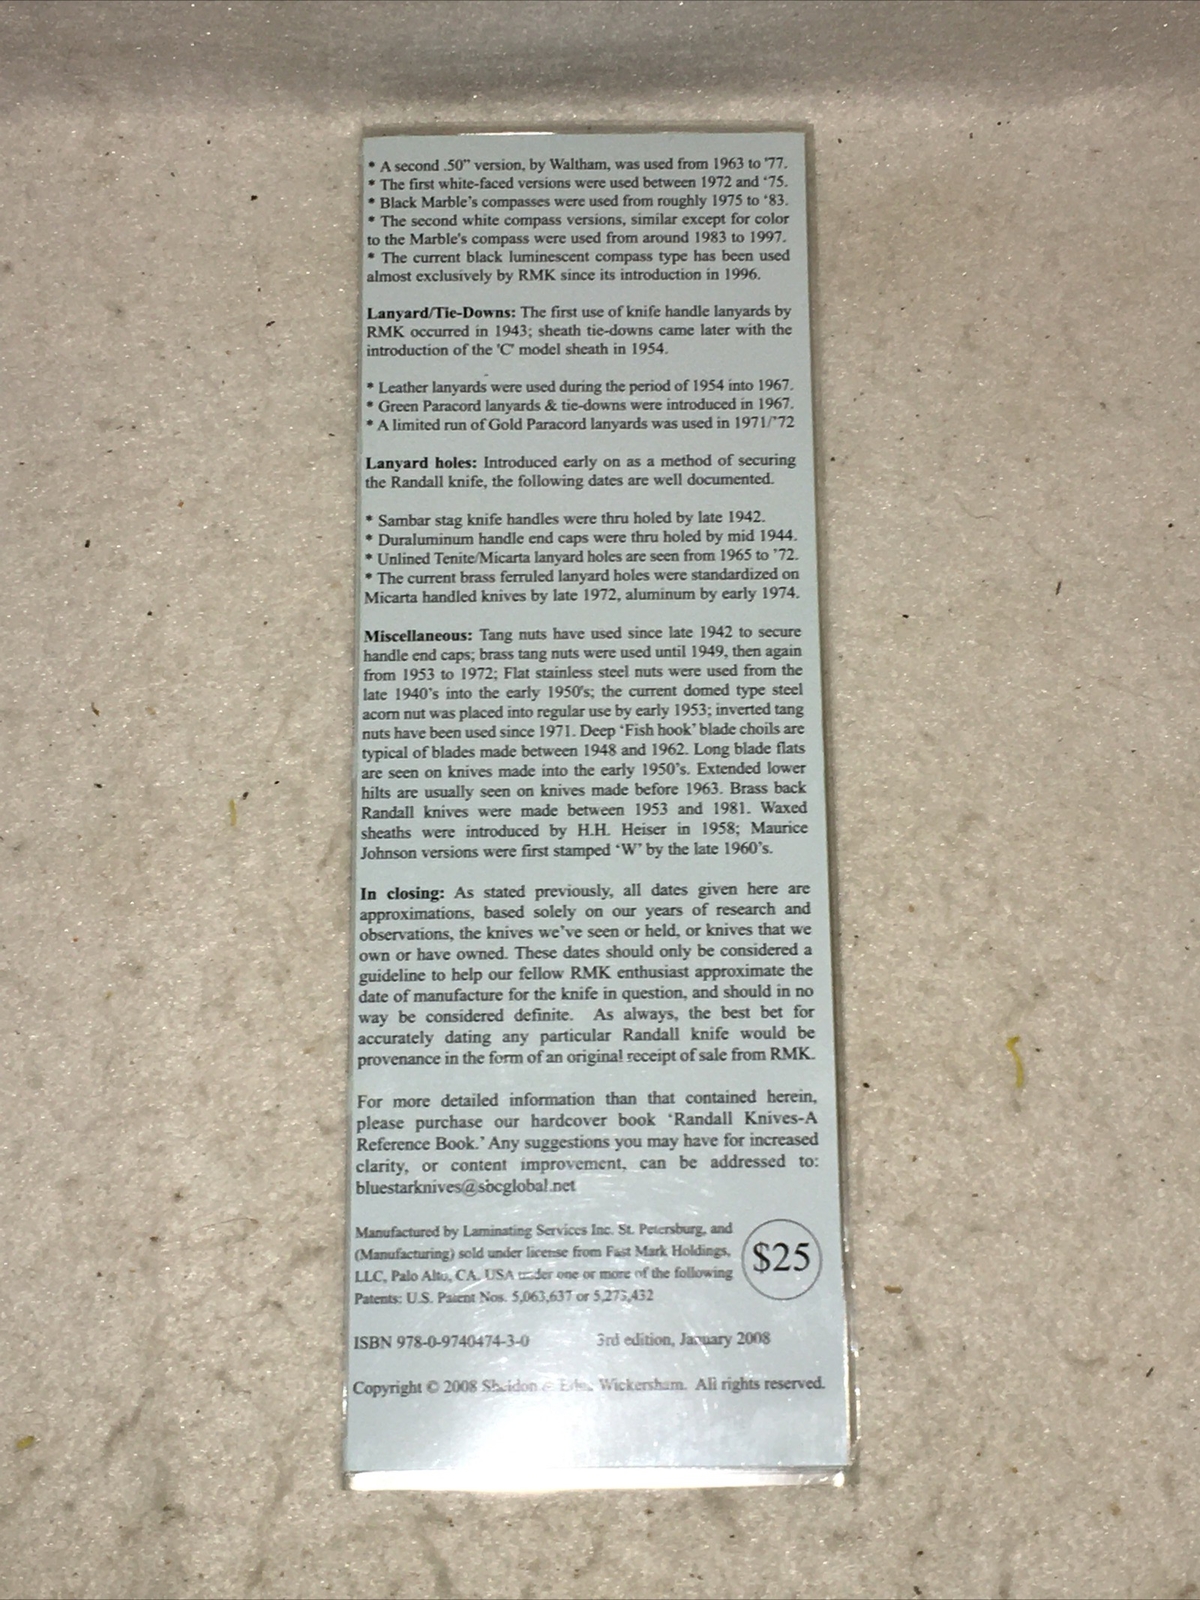 * A second .50" version, by Waltham, was used from 1963 to '77.
* The first white-faced versions were used between 1972 and '75.
* Black Marble's compasses were used from roughly 1975 to '83.
* The second white compass versions, similar except for color
to the Marble's compass were used from around 1983 to 1997.
* The current black luminescent compass type has been used
almost exclusively by RMK since its introduction in 1996.
Lanyard/Tie-Downs: The first use of knife handle lanyards by
RMK occurred in 1943; sheath tie-downs came later with the
introduction of the 'C' model sheath in 1954.
* Leather lanyards were used during the period of 1954 into 1967.
* Green Paracord lanyards & tie-downs were introduced in 1967.
* A limited run of Gold Paracord lanyards was used in 1971/'72
Lanyard holes: Introduced early on as a method of securing
the Randall knife, the following dates are well documented.
* Sambar stag knife handles were thru holed by late 1942.
* Duraluminum handle end caps were thru holed by mid 1944.
* Unlined Tenite/Micarta lanyard holes are seen from 1965 to '72.
* The current brass ferruled lanyard holes were standardized on
Micarta handled knives by late 1972, aluminum by early 1974.
Miscellaneous: Tang nuts have used since late 1942 to secure
handle end caps; brass tang nuts were used until 1949, then again
from 1953 to 1972; Flat stainless steel nuts were used from the
late 1940's into the early 1950's; the current domed type steel
acorn nut was placed into regular use by early 1953; inverted tang
nuts have been used since 1971. Deep 'Fish hook' blade choils are
typical of blades made between 1948 and 1962. Long blade flats
are seen on knives made into the early 1950's. Extended lower
hilts are usually seen on knives made before 1963. Brass back
Randall knives were made between 1953 and 1981. Waxed
sheaths were introduced by H.H. Heiser in 1958; Maurice
Johnson versions were first stamped 'W' by the late 1960's.
In closing: As stated previously, all dates given here are
approximations, based solely on our years of research and
observations, the knives we've seen or held, or knives that we
own or have owned. These dates should only be considered a
guideline to help our fellow RMK enthusiast approximate the
date of manufacture for the knife in question, and should in no
way be considered definite. As always, the best bet for
accurately dating any particular Randall knife would be
provenance in the form of an original receipt of sale from RMK.
For more detailed information than that contained herein,
please purchase our hardcover book 'Randall Knives-A
Reference Book.' Any suggestions you may have for increased
clarity, or content improvement, can be addressed to:
bluestarknives@sbcglobal.net
Manufactured by Laminating Services Inc. St. Petersburg, and
(Manufacturing) sold under license from Fast Mark Holdings,
LLC, Palo Alto, CA. USA under one or more of the following
Patents: U.S. Patent Nos. 5,063,637 or 5,273,432
$25
ISBN 978-0-9740474-3-0 3rd edition, January 2008
Copyright © 2008 Sheldon & Wickersham. All rights reserved.